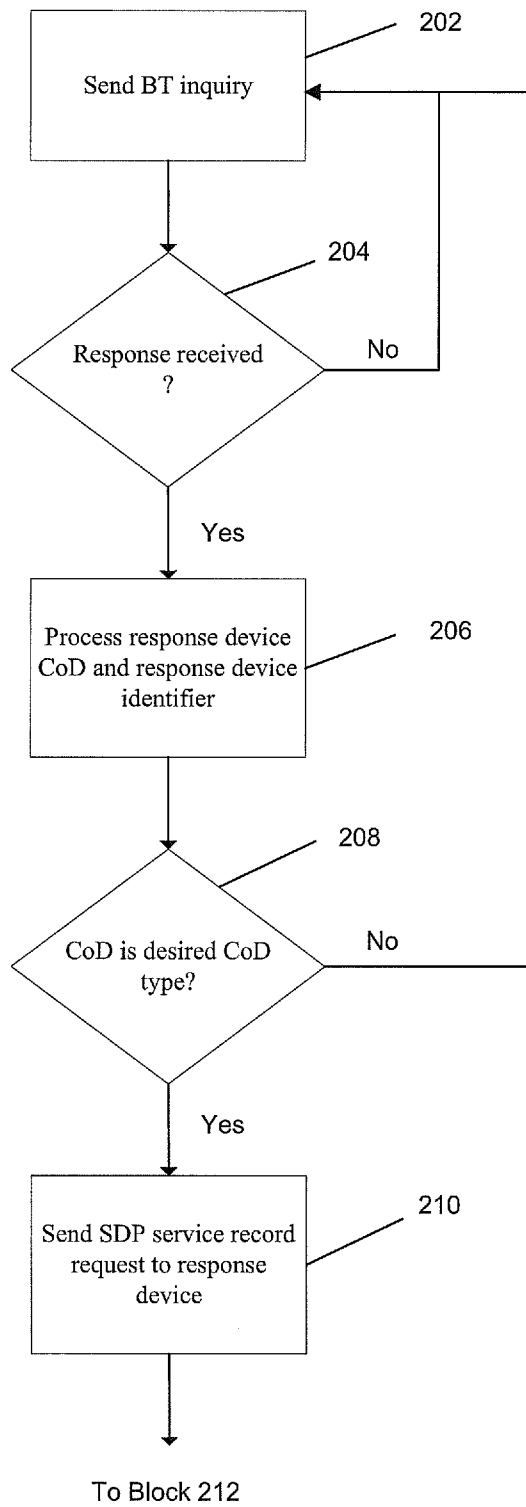 202
Send BT inquiry
204
Response received
?
No
Yes
206
Process response device
CoD and response device
identifier
208
CoD is desired CoD
type?
No
Yes
210
Send SDP service record
request to response
device
To Block 212